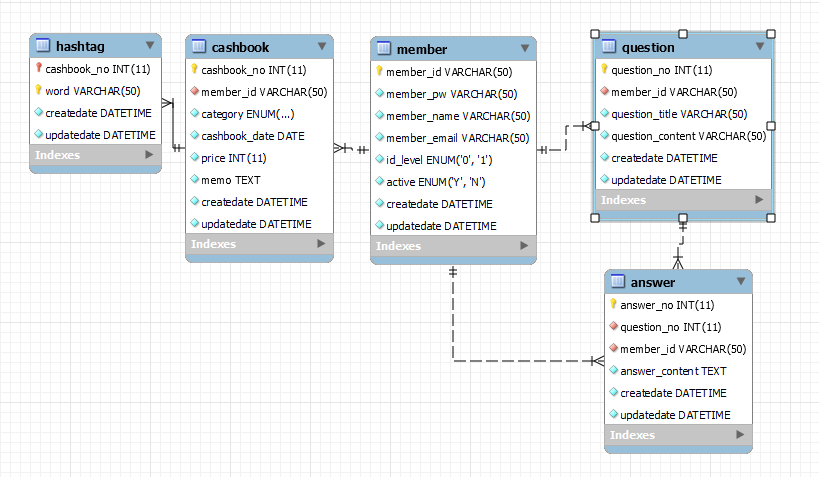 hashtag
cashbook_no INT(11)
word VARCHAR(50)
createdate DATETIME
updatedate DATETIME
Indexes
cashbook
cashbook_no INT(11)
member_id VARCHAR(50)
category ENUM(...)
cashbook_date DATE
price INT(11)
memo TEXT
createdate DATETIME
updatedate DATETIME
Indexes
member
member_id VARCHAR(50)
member_pw VARCHAR(50)
member_name VARCHAR(50)
member_email VARCHAR(50)
id_level ENUM('0', '1')
active ENUM('Y', 'N')
createdate DATETIME
updatedate DATETIME
Indexes
question
question_no INT(11)
member_id VARCHAR(50)
question_title VARCHAR(50)
question_content VARCHAR(50)
createdate DATETIME
updatedate DATETIME
Indexes
answer
answer_no INT(11)
question_no INT(11)
member_id VARCHAR(50)
answer_content TEXT
createdate DATETIME
updatedate DATETIME
Indexes